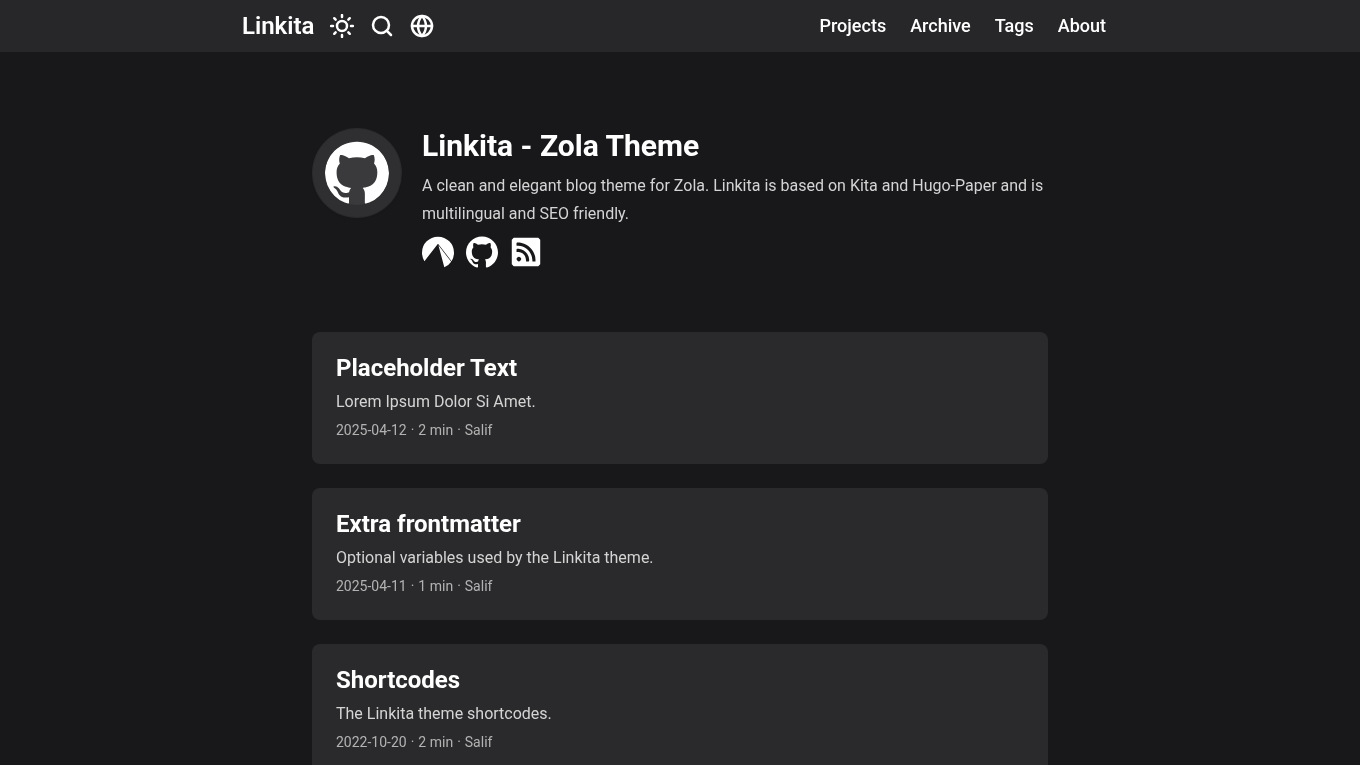 Linkita
Projects
Archive
Tags
About
Linkita - Zola Theme
A clean and elegant blog theme for Zola. Linkita is based on Kita and Hugo-Paper and is
multilingual and SEO friendly.
Placeholder Text
Lorem Ipsum Dolor Si Amet.
2025-04-12 · 2 min · Salif
Extra frontmatter
Optional variables used by the Linkita theme.
2025-04-11 · 1 min · Salif
Shortcodes
The Linkita theme shortcodes.
2022-10-20 · 2 min · Salif